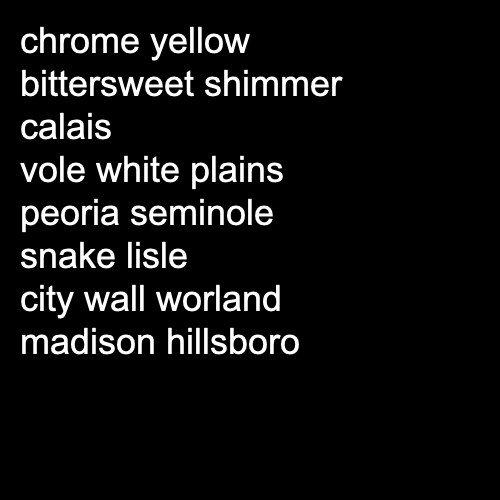 chrome yellow
bittersweet shimmer
calais
vole white plains
peoria seminole
snake lisle
city wall worland
madison hillsboro